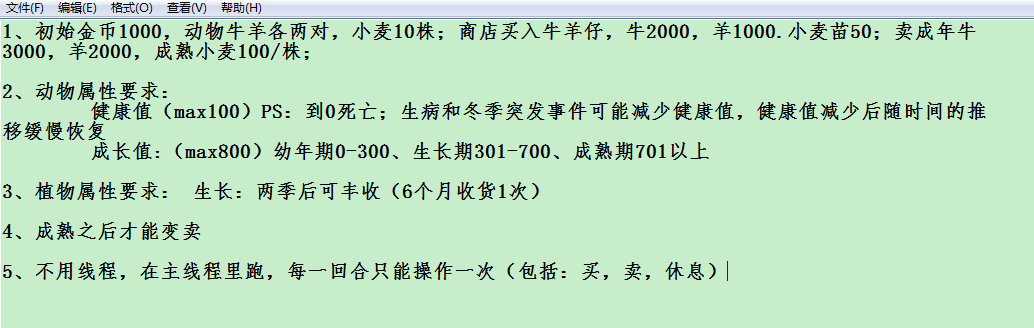 文件(F) 编辑(E) 格式(O) 查看(V) 帮助(H)
1、初始金币1000，动物牛羊各两对，小麦10株；商店买入牛羊仔，牛2000，羊1000.小麦苗50；卖成年牛
3000，羊2000，成熟小麦100/株；
2、动物属性要求：
健康值（max100）PS：到0死亡；生病和冬季突发事件可能减少健康值，健康值减少后随时间的推
移缓慢恢复
成长值：（max800）幼年期0-300、生长期301-700、成熟期701以上
3、植物属性要求： 生长：两季后可丰收（6个月收货1次）
4、成熟之后才能变卖
5、不用线程，在主线程里跑，每一回合只能操作一次（包括：买，卖，休息）